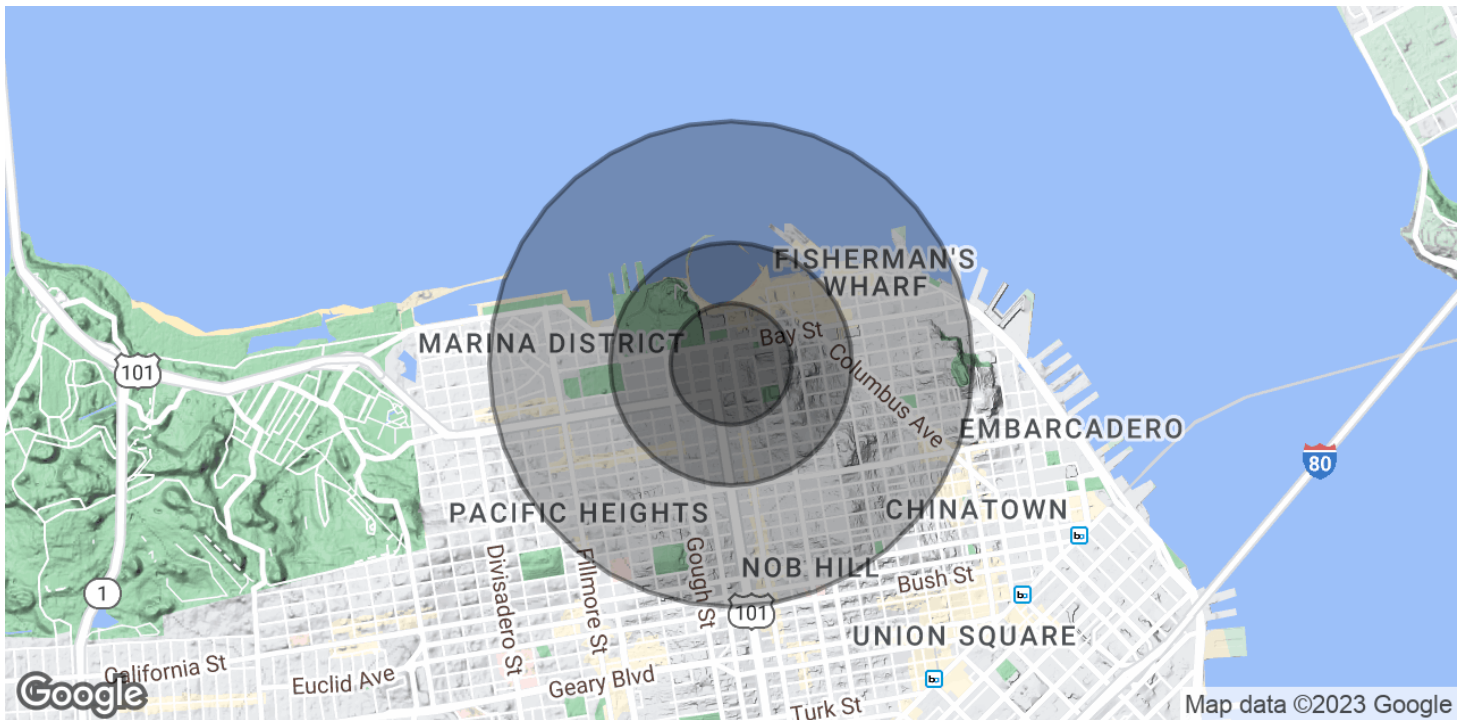 FISHERMAN'S
WHARF
Bay St
MARINA DISTRICT
Columbus Ave
101
EMBARCADERO
80
PACIFIC HEIGHTS
CHINATOWN
Divisadero St
Fillmore St
Gough St
NOB HILL
Bush St
1
101
UNION SQUARE
California St
Euclid Ave
Geary Blvd
Turk St
Google
Map data ©2023 Google